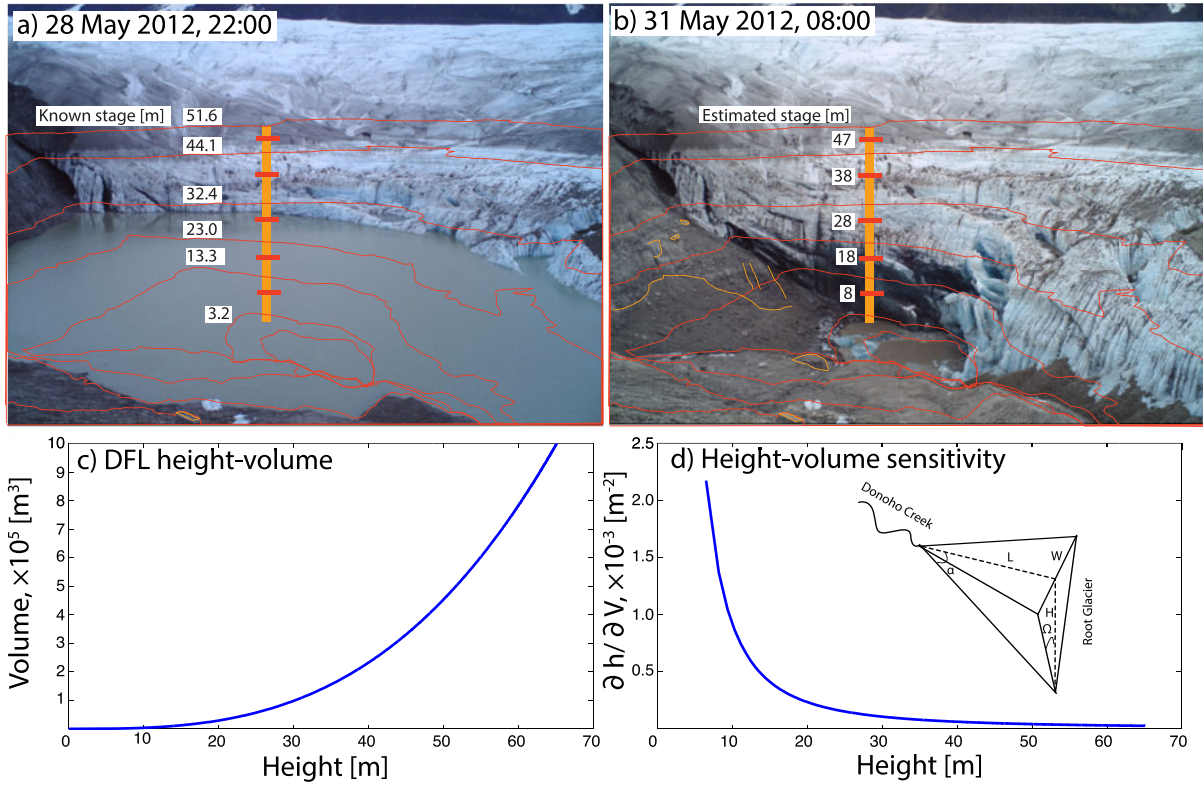 a) 28 May 2012, 22:00
Known stage [m]
51.6
44.1
32.4
23.0
13.3
3.2
b) 31 May 2012, 08:00
Estimated stage [m]
47
38
28
18
8
c) DFL height-volume
Volume, ×10⁵ [m³]
10
9
8
7
6
5
4
3
2
1
0 10 20 30 40 50 60 70
Height [m]
d) Height-volume sensitivity
∂ h/ ∂ V, ×10⁻³ [m⁻²]
2.5
2.0
1.5
1.0
0.5
0 10 20 30 40 50 60 70
Height [m]
Donoho Creek
L
W
α
H
Ω
Root Glacier